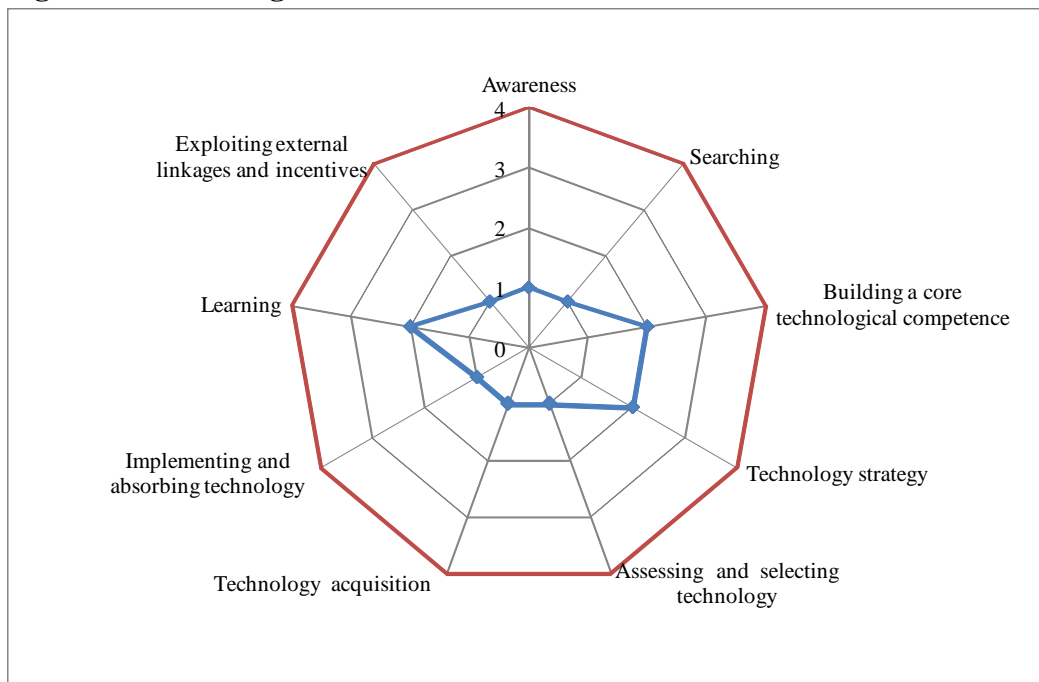 Awareness
4
3
2
1
0
Searching
Building a core
technological competence
Technology strategy
Assessing and selecting
technology
Technology acquisition
Implementing and
absorbing technology
Learning
Exploiting external
linkages and incentives